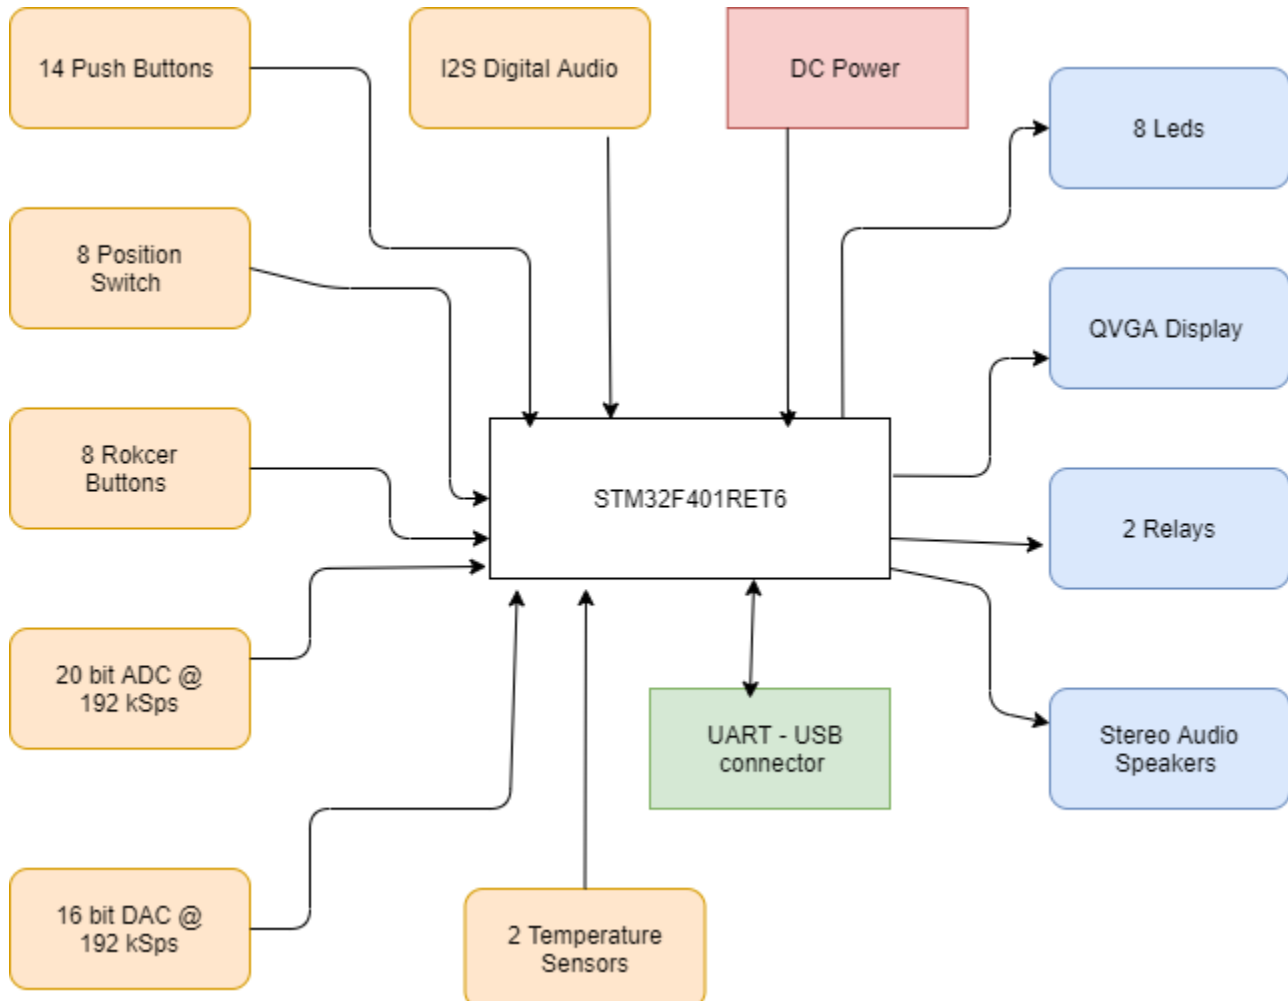 14 Push Buttons
I2S Digital Audio
DC Power
8 Leds
8 Position
Switch
QVGA Display
8 Rokcer
Buttons
STM32F401RET6
2 Relays
20 bit ADC @
192 kSps
UART - USB
connector
Stereo Audio
Speakers
16 bit DAC @
192 kSps
2 Temperature
Sensors